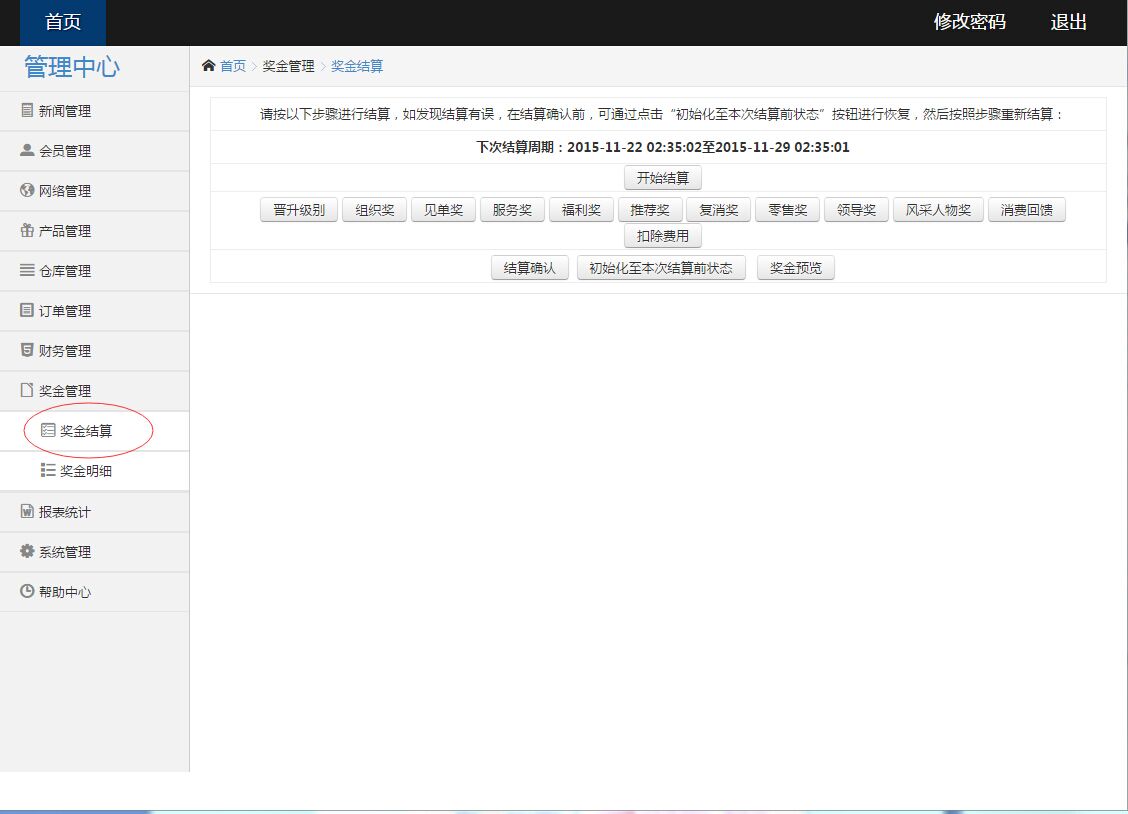 首页 修改密码 退出
管理中心
首页 > 奖金管理 > 奖金结算
新闻管理
会员管理
网络管理
产品管理
仓库管理
订单管理
财务管理
奖金管理
奖金结算
奖金明细
报表统计
系统管理
帮助中心
请按以下步骤进行结算，如发现结算有误，在结算确认前，可通过点击“初始化至本次结算前状态”按钮进行恢复，然后按照步骤重新结算：
下次结算周期：2015-11-22 02:35:02至2015-11-29 02:35:01
开始结算
晋升级别 组织奖 见单奖 服务奖 福利奖 推荐奖 复消奖 零售奖 领导奖 风采人物奖 消费回馈
扣除费用
结算确认 初始化至本次结算前状态 奖金预览